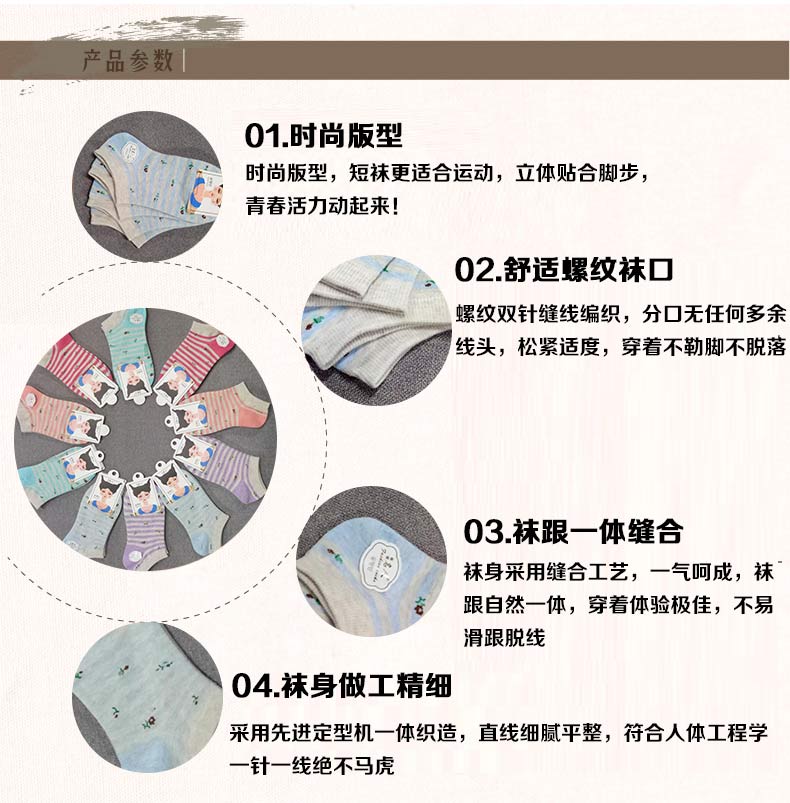 产品参数
01.时尚版型
时尚版型，短袜更适合运动，立体贴合脚步，
青春活力动起来！
02.舒适螺纹袜口
螺纹双针缝线编织，分口无任何多余
线头，松紧适度，穿着不勒脚不脱落
03.袜跟一体缝合
袜身采用缝合工艺，一气呵成，袜
跟自然一体，穿着体验极佳，不易
滑跟脱线
04.袜身做工精细
采用先进定型机一体织造，直线细腻平整，符合人体工程学
一针一线绝不马虎